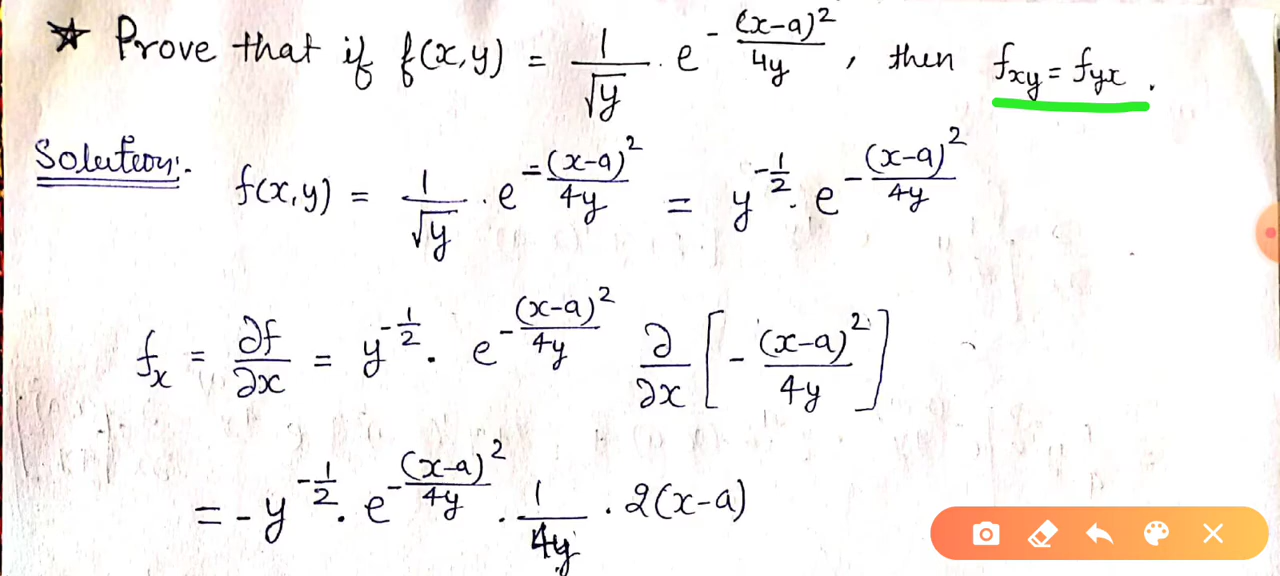 ★ Prove that if f(x,y) = 1/√y · e^-(x-a)²/4y , then f_xy = f_yx .
Solution:- f(x,y) = 1/√y · e^-(x-a)²/4y = y^-1/2 · e^-(x-a)²/4y
f_x = ∂f/∂x = y^-1/2 · e^-(x-a)²/4y ∂/∂x [ - (x-a)²/4y ]
= - y^-1/2 · e^-(x-a)²/4y · 1/4y · 2(x-a)